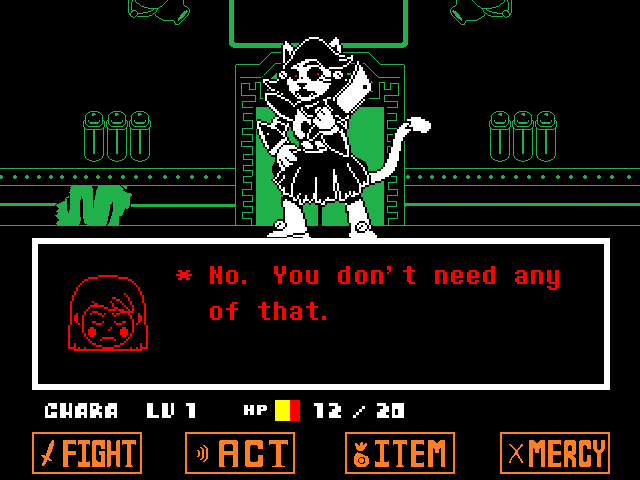 * No. You don't need any
of that.
CHARA LV 1 HP 12 / 20
FIGHT ACT ITEM MERCY